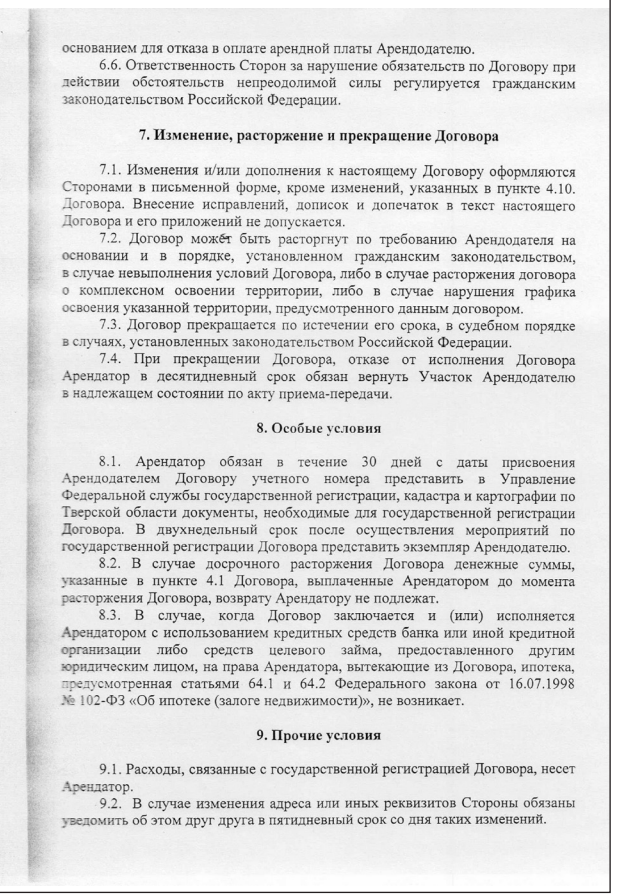 основанием для отказа в оплате арендной платы Арендодателю.
6.6. Ответственность Сторон за нарушение обязательств по Договору при
действии обстоятельств непреодолимой силы регулируется гражданским
законодательством Российской Федерации.
7. Изменение, расторжение и прекращение Договора
7.1. Изменения и/или дополнения к настоящему Договору оформляются
Сторонами в письменной форме, кроме изменений, указанных в пункте 4.10.
Договора. Внесение исправлений, дописок и допечаток в текст настоящего
Договора и его приложений не допускается.
7.2. Договор может быть расторгнут по требованию Арендодателя на
основании и в порядке, установленном гражданским законодательством,
в случае невыполнения условий Договора, либо в случае расторжения договора
о комплексном освоении территории, либо в случае нарушения графика
освоения указанной территории, предусмотренного данным договором.
7.3. Договор прекращается по истечении его срока, в судебном порядке
в случаях, установленных законодательством Российской Федерации.
7.4. При прекращении Договора, отказе от исполнения Договора
Арендатор в десятидневный срок обязан вернуть Участок Арендодателю
в надлежащем состоянии по акту приема-передачи.
8. Особые условия
8.1. Арендатор обязан в течение 30 дней с даты присвоения
Арендодателем Договору учетного номера представить в Управление
Федеральной службы государственной регистрации, кадастра и картографии по
Тверской области документы, необходимые для государственной регистрации
Договора. В двухнедельный срок после осуществления мероприятий по
государственной регистрации Договора представить экземпляр Арендодателю.
8.2. В случае досрочного расторжения Договора денежные суммы,
указанные в пункте 4.1 Договора, выплаченные Арендатором до момента
расторжения Договора, возврату Арендатору не подлежат.
8.3. В случае, когда Договор заключается и (или) исполняется
Арендатором с использованием кредитных средств банка или иной кредитной
организации либо средств целевого займа, предоставленного другим
юридическим лицом, на права Арендатора, вытекающие из Договора, ипотека,
предусмотренная статьями 64.1 и 64.2 Федерального закона от 16.07.1998
№ 102-ФЗ «Об ипотеке (залоге недвижимости)», не возникает.
9. Прочие условия
9.1. Расходы, связанные с государственной регистрацией Договора, несет
Арендатор.
9.2. В случае изменения адреса или иных реквизитов Стороны обязаны
уведомить об этом друг друга в пятидневный срок со дня таких изменений.